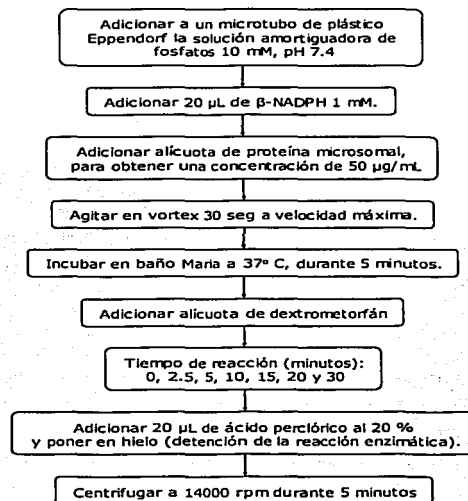 Adicionar a un microtubo de plástico
Eppendorf la solución amortiguadora de
fosfatos 10 mM, pH 7.4
Adicionar 20 µL de β-NADPH 1 mM.
Adicionar alícuota de proteína microsomal,
para obtener una concentración de 50 µg/mL
Agitar en vortex 30 seg a velocidad máxima.
Incubar en baño Maria a 37º C, durante 5 minutos.
Adicionar alícuota de dextrometorfán
Tiempo de reacción (minutos):
0, 2.5, 5, 10, 15, 20 y 30
Adicionar 20 µL de ácido perclórico al 20 %
y poner en hielo (detención de la reacción enzimática).
Centrifugar a 14000 rpm durante 5 minutos